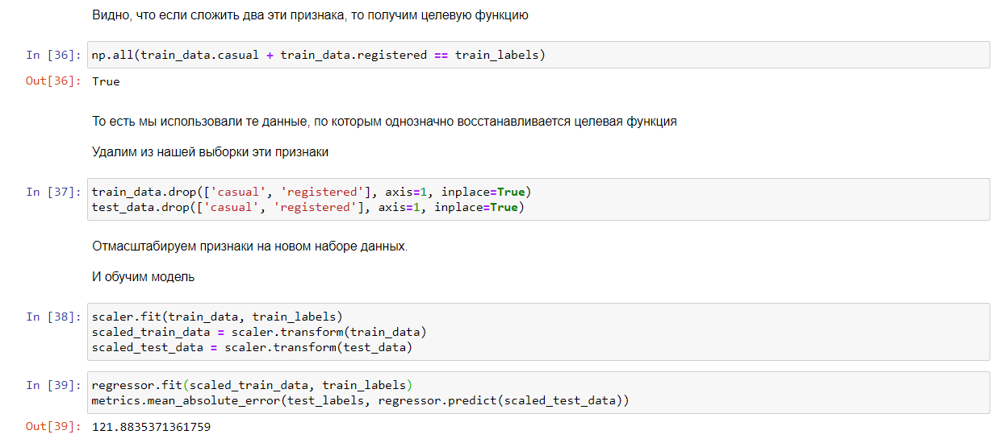 Видно, что если сложить два эти признака, то получим целевую функцию
In [36]: np.all(train_data.casual + train_data.registered == train_labels)
Out[36]: True
То есть мы использовали те данные, по которым однозначно восстанавливается целевая функция
Удалим из нашей выборки эти признаки
In [37]: train_data.drop(['casual', 'registered'], axis=1, inplace=True)
test_data.drop(['casual', 'registered'], axis=1, inplace=True)
Отмасштабируем признаки на новом наборе данных.
И обучим модель
In [38]: scaler.fit(train_data, train_labels)
scaled_train_data = scaler.transform(train_data)
scaled_test_data = scaler.transform(test_data)
In [39]: regressor.fit(scaled_train_data, train_labels)
metrics.mean_absolute_error(test_labels, regressor.predict(scaled_test_data))
Out[39]: 121.8835371361759